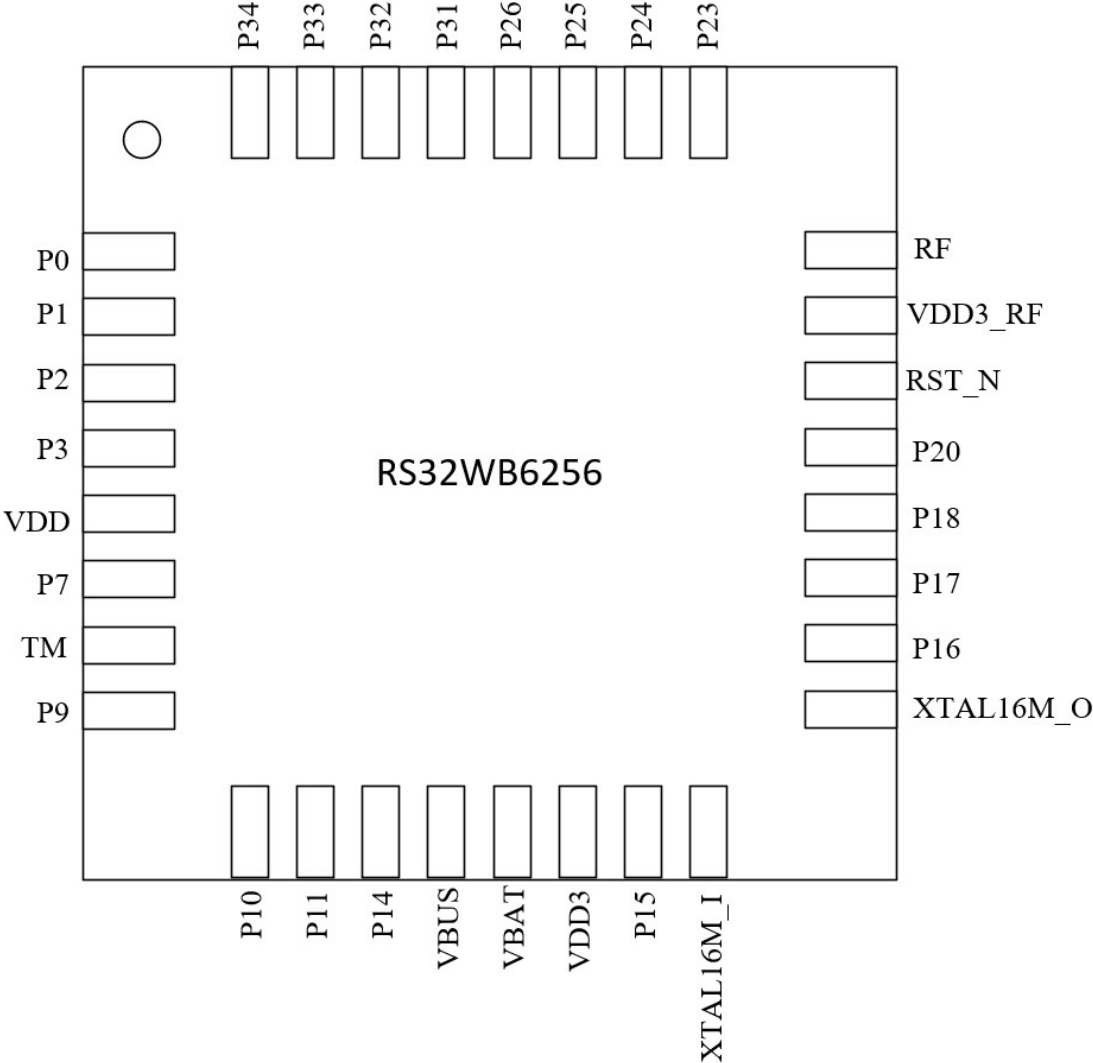 P34
P33
P32
P31
P26
P25
P24
P23
P0
P1
P2
P3
VDD
P7
TM
P9
RS32WB6256
RF
VDD3_RF
RST_N
P20
P18
P17
P16
XTAL16M_O
P10
P11
P14
VBUS
VBAT
VDD3
P15
XTAL16M_I